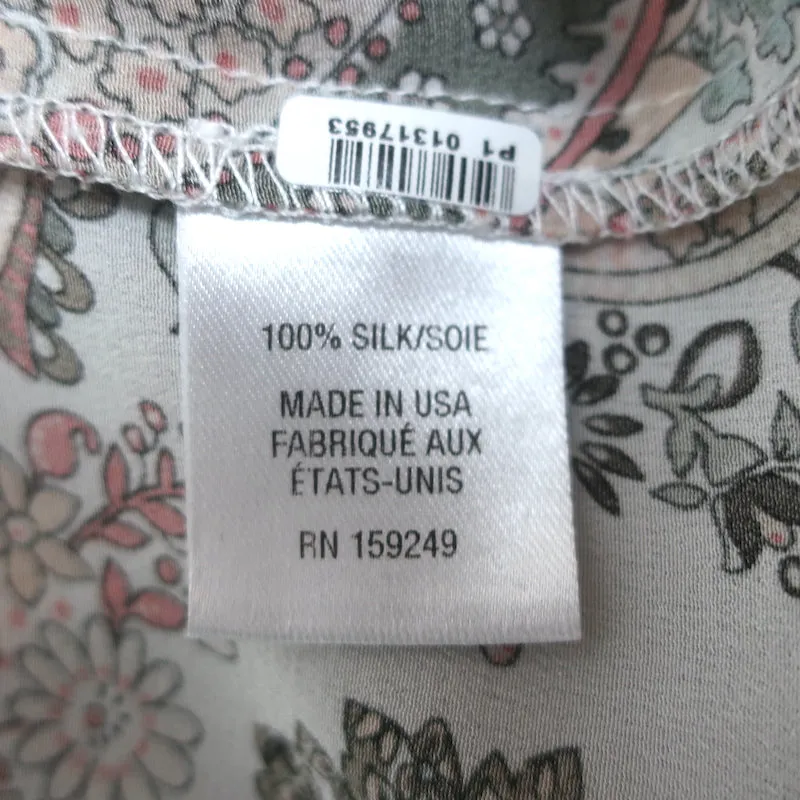 P1 01317953
100% SILK/SOIE
MADE IN USA
FABRIQUÉ AUX
ÉTATS-UNIS
RN 159249